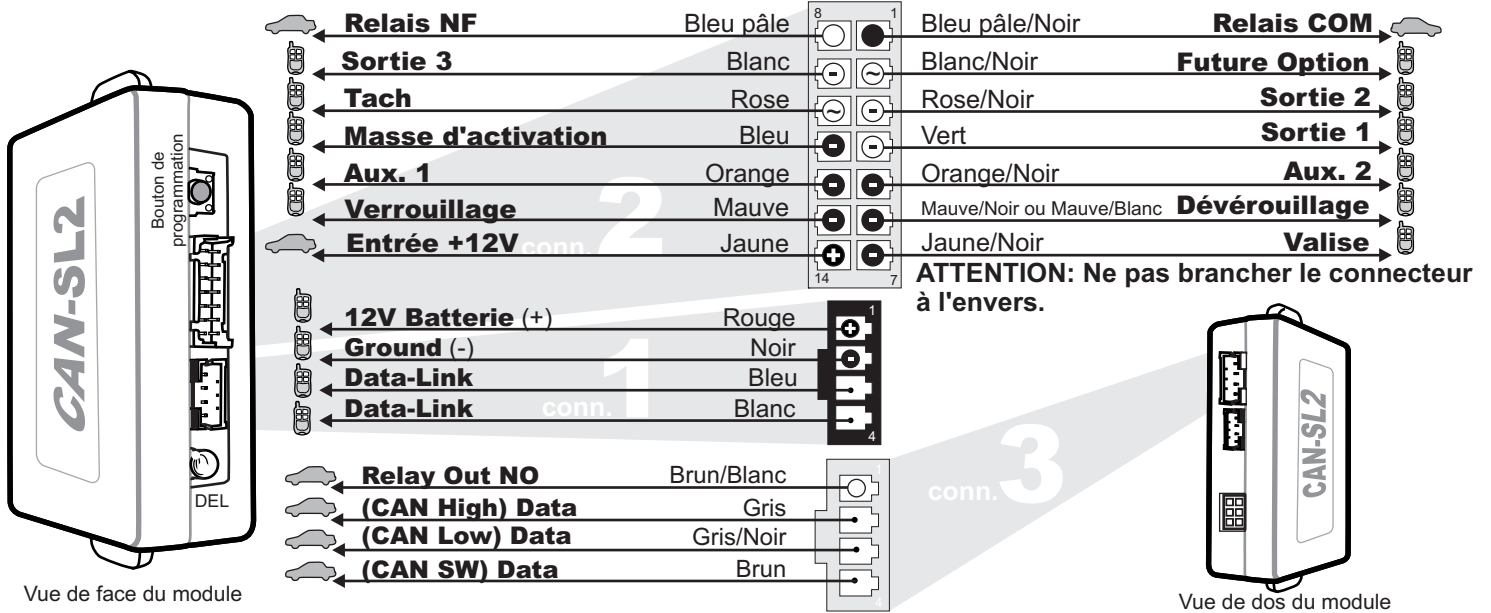 8 1
Relais NF Bleu pâle Bleu pâle/Noir Relais COM
Sortie 3 Blanc Blanc/Noir Future Option
Tach Rose Rose/Noir Sortie 2
Masse d'activation Bleu Vert Sortie 1
Aux. 1 Orange Orange/Noir Aux. 2
Verrouillage Mauve Mauve/Noir ou Mauve/Blanc Dévérouillage
Entrée +12V Jaune Jaune/Noir Valise
14 7
conn. 2
ATTENTION: Ne pas brancher le connecteur
à l'envers.
Bouton de
programmation
CAN-SL2
DEL
Vue de face du module
1
12V Batterie (+) Rouge
Ground (-) Noir
Data-Link Bleu
Data-Link Blanc
4
conn. 1
1
Relay Out NO Brun/Blanc
(CAN High) Data Gris
(CAN Low) Data Gris/Noir
(CAN SW) Data Brun
4
conn. 3
CAN-SL2
Vue de dos du module